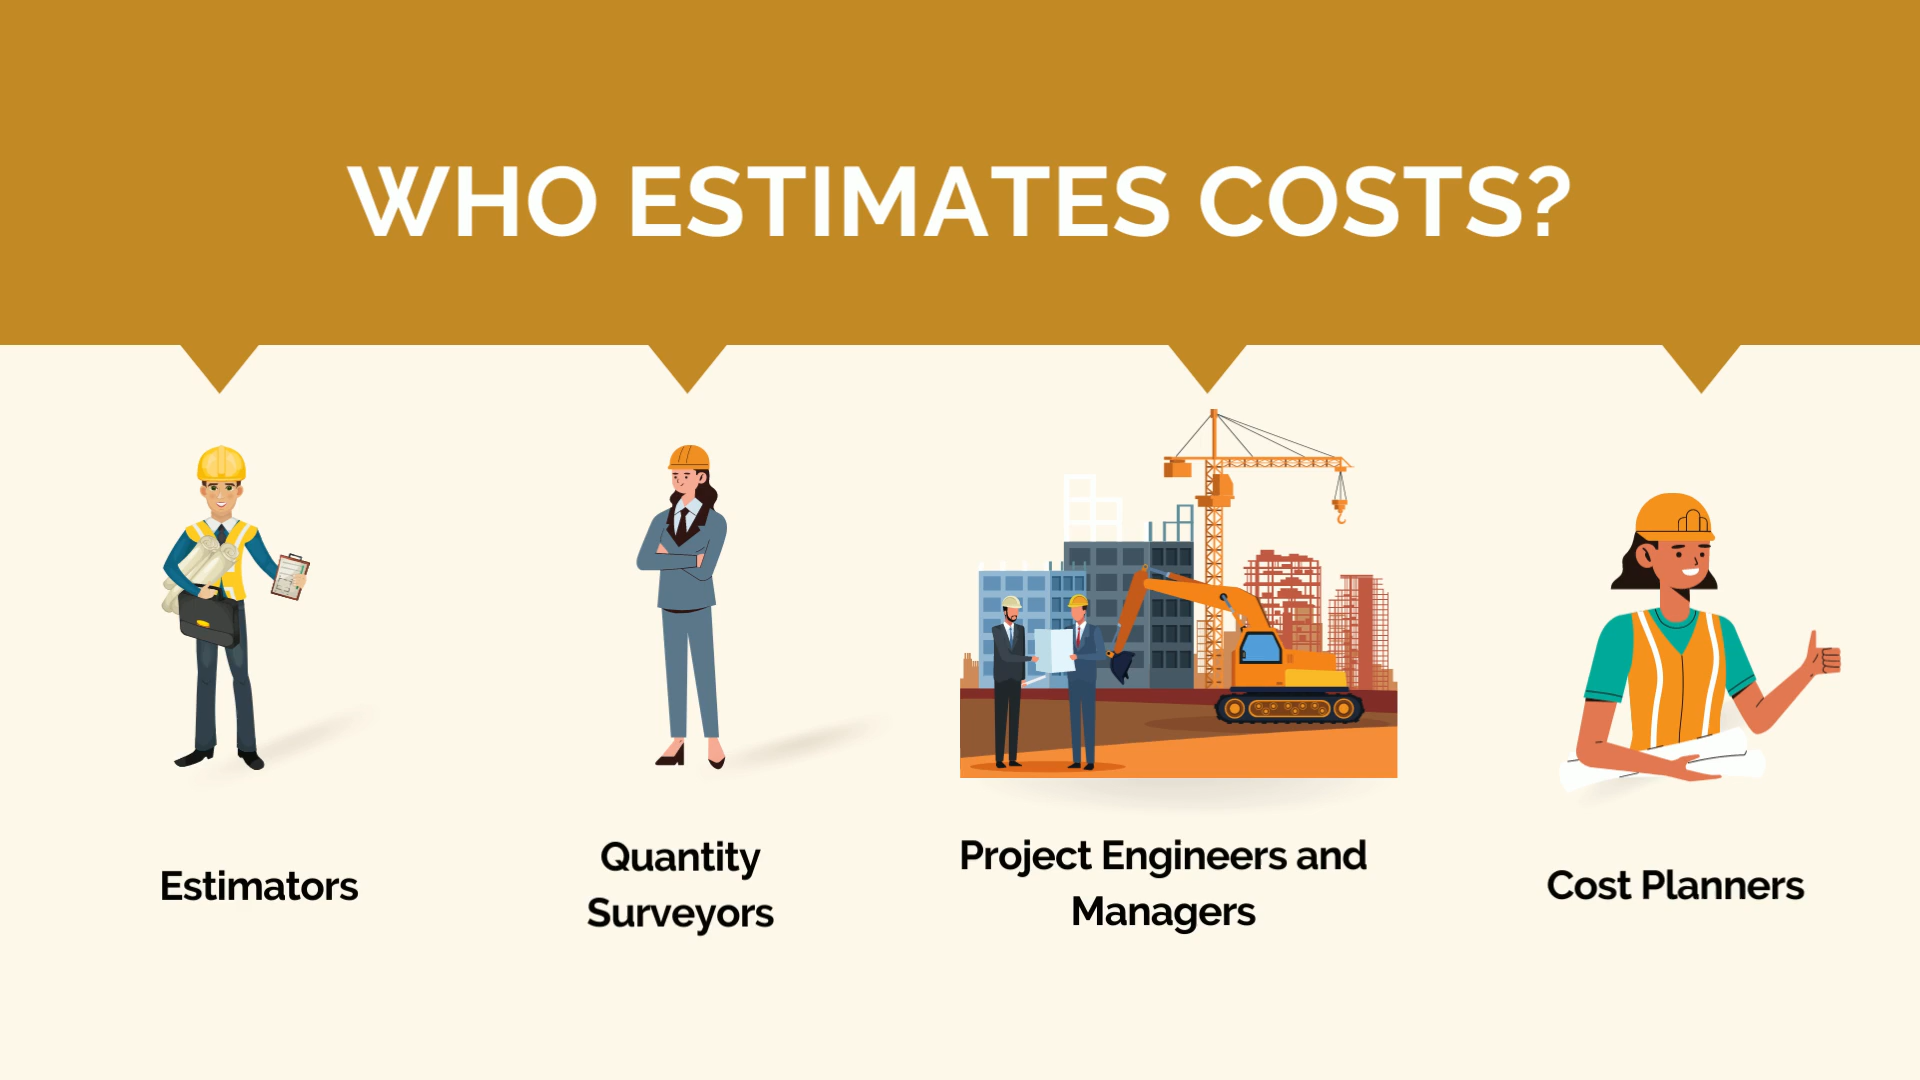 WHO ESTIMATES COSTS?
Estimators
Quantity
Surveyors
Project Engineers and
Managers
Cost Planners